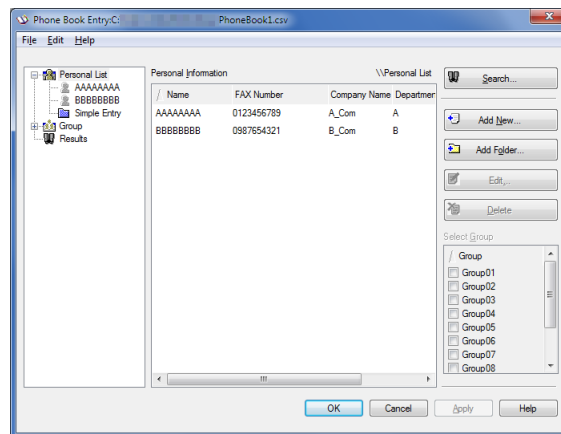 Phone Book Entry:C: PhoneBook1.csv
File Edit Help
Personal List
AAAAAAAA
BBBBBBBB
Simple Entry
Group
Results
Personal Information \\Personal List
/ Name FAX Number Company Name Departmer
AAAAAAAA 0123456789 A_Com A
BBBBBBBB 0987654321 B_Com B
Search...
Add New...
Add Folder...
Edit...
Delete
Select Group
/ Group
Group01
Group02
Group03
Group04
Group05
Group06
Group07
Group08
OK Cancel Apply Help